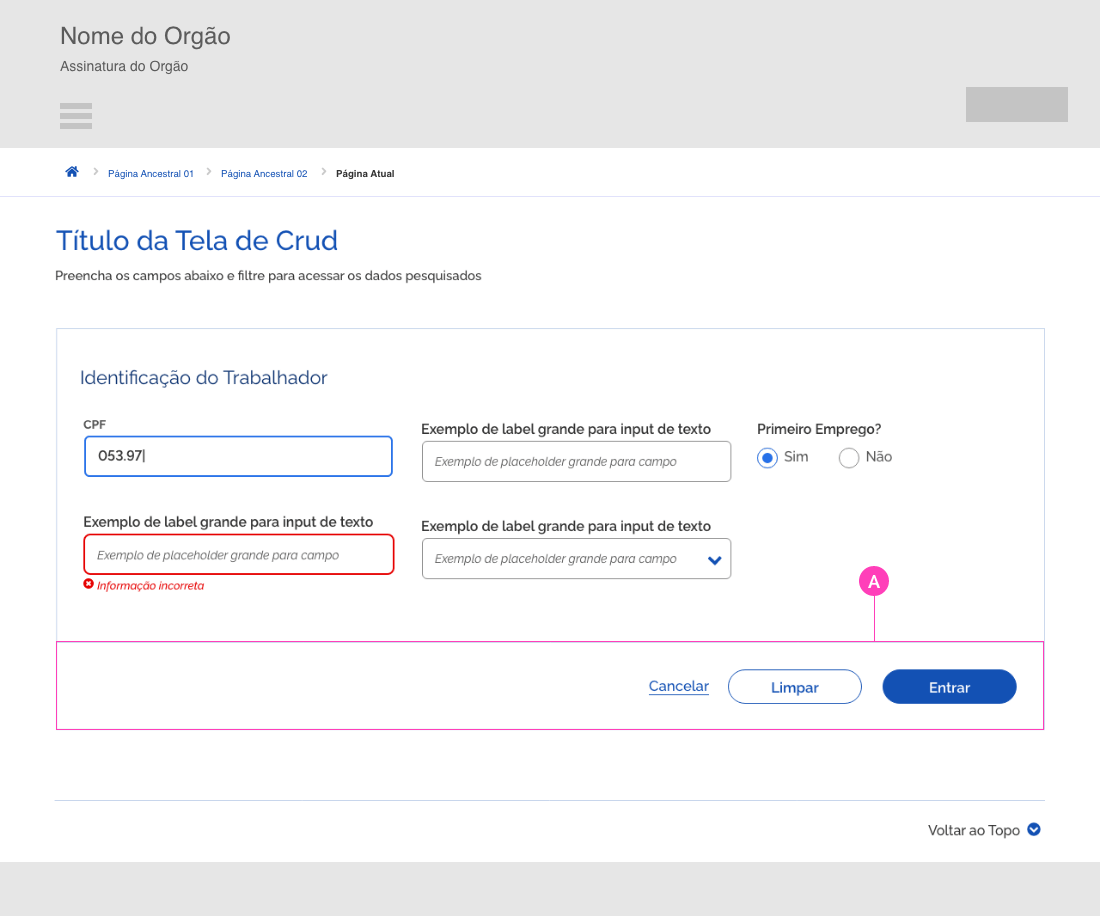 Nome do Orgão
Assinatura do Orgão
Página Ancestral 01
Página Ancestral 02
Página Atual
Título da Tela de Crud
Preencha os campos abaixo e filtre para acessar os dados pesquisados
Identificação do Trabalhador
CPF
053.97
Exemplo de label grande para input de texto
Exemplo de placeholder grande para campo
Primeiro Emprego?
Sim
Não
Exemplo de label grande para input de texto
Exemplo de placeholder grande para campo
Informação incorreta
Exemplo de label grande para input de texto
Exemplo de placeholder grande para campo
A
Cancelar
Limpar
Entrar
Voltar ao Topo